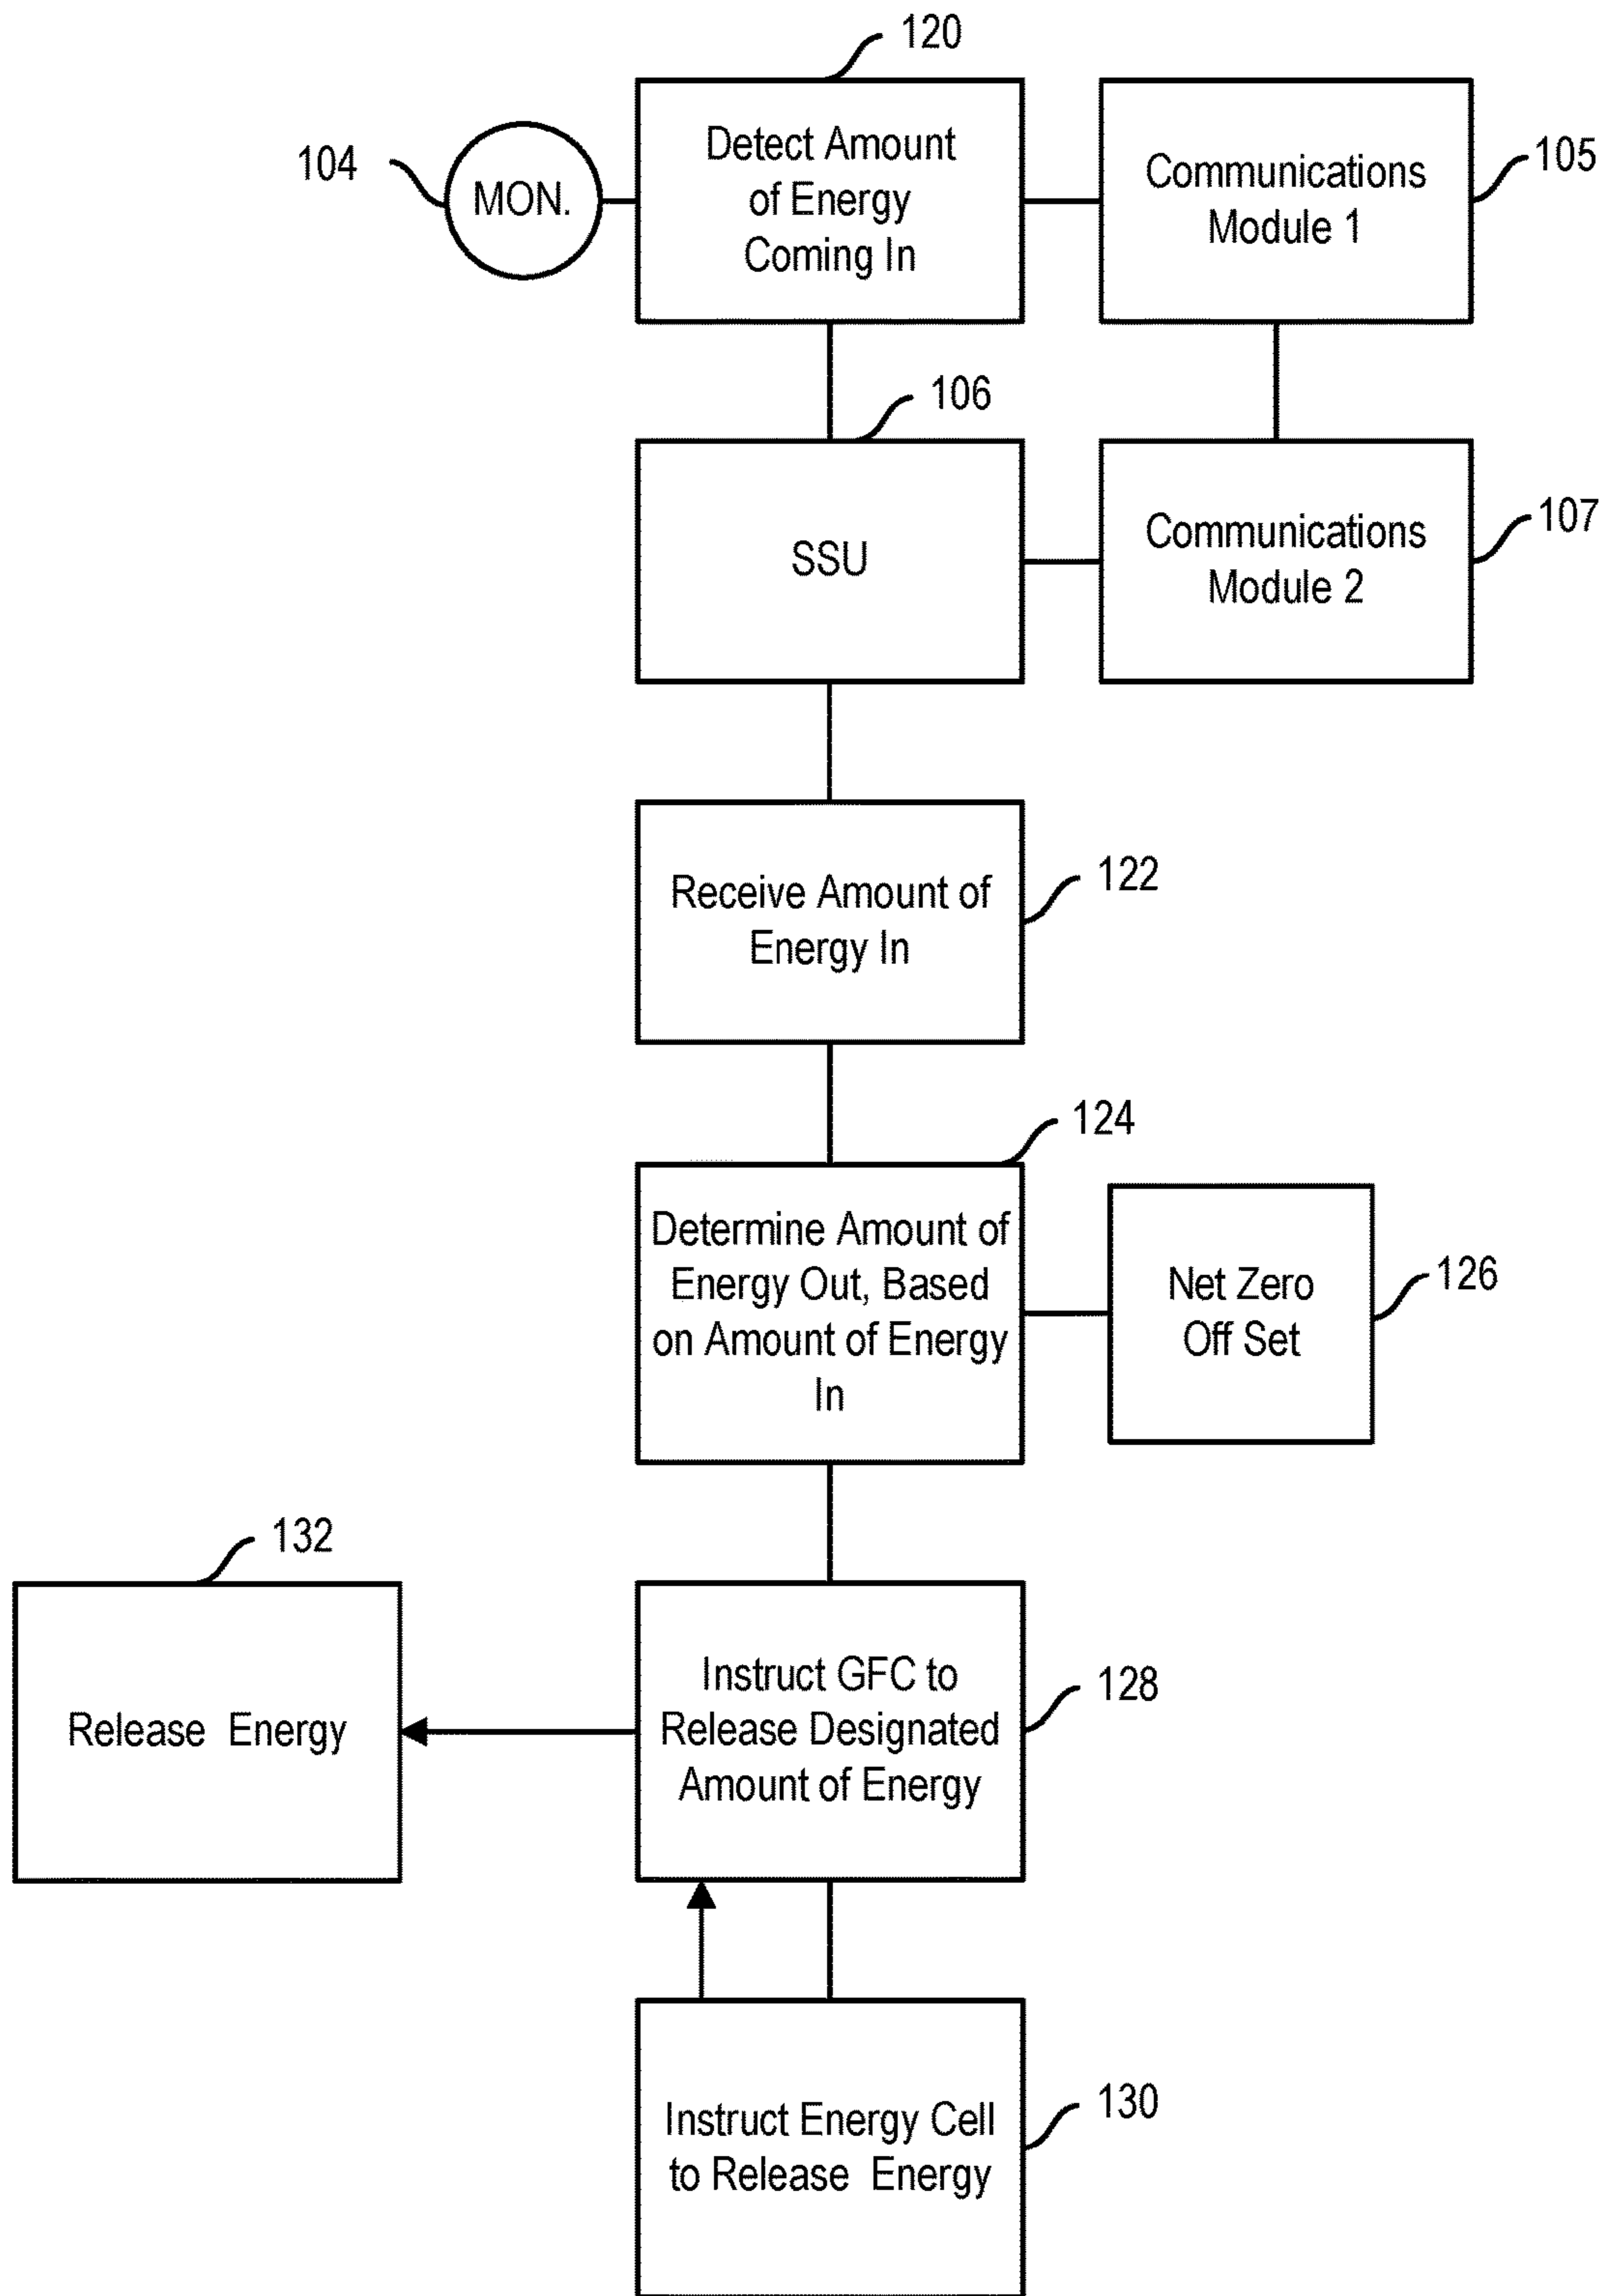 120
Detect Amount
of Energy
Coming In
104
MON.
Communications
Module 1
105
106
SSU
Communications
Module 2
107
Receive Amount of
Energy In
122
124
Determine Amount of
Energy Out, Based
on Amount of Energy
In
Net Zero
Off Set
126
132
Release Energy
Instruct GFC to
Release Designated
Amount of Energy
128
Instruct Energy Cell
to Release Energy
130